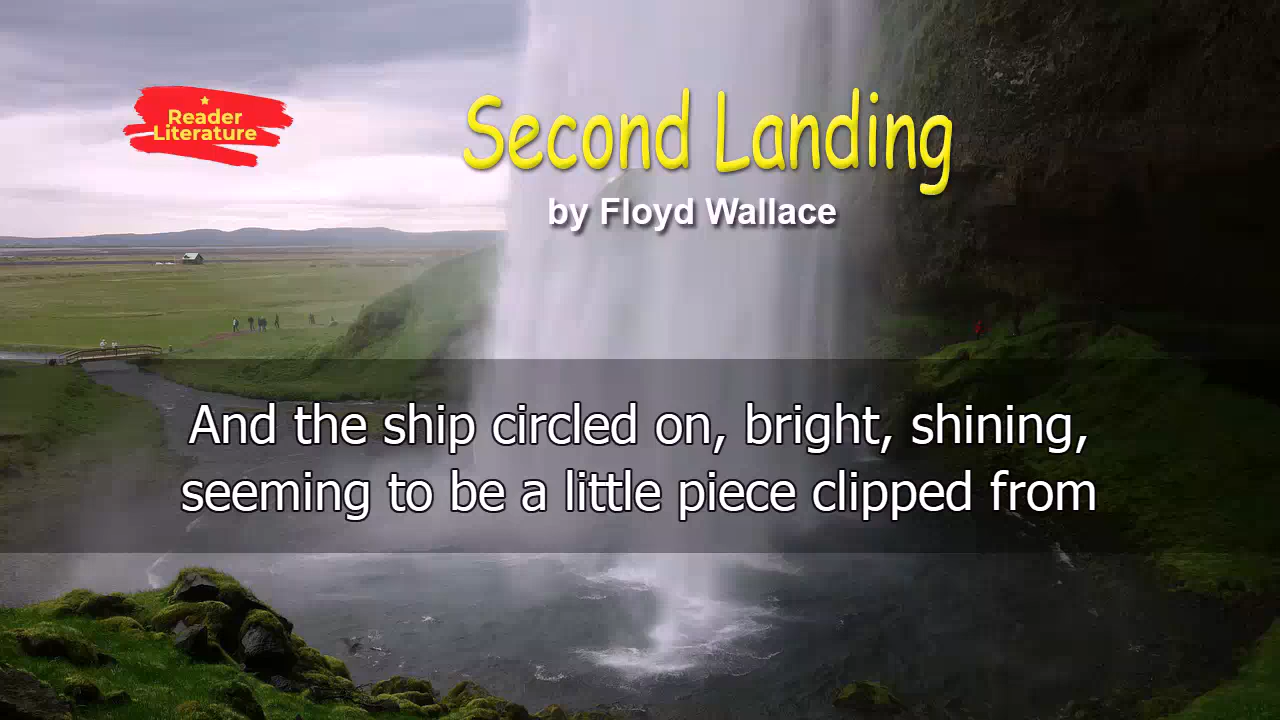 Reader
Literature
Second Landing
by Floyd Wallace
And the ship circled on, bright, shining,
seeming to be a little piece clipped from